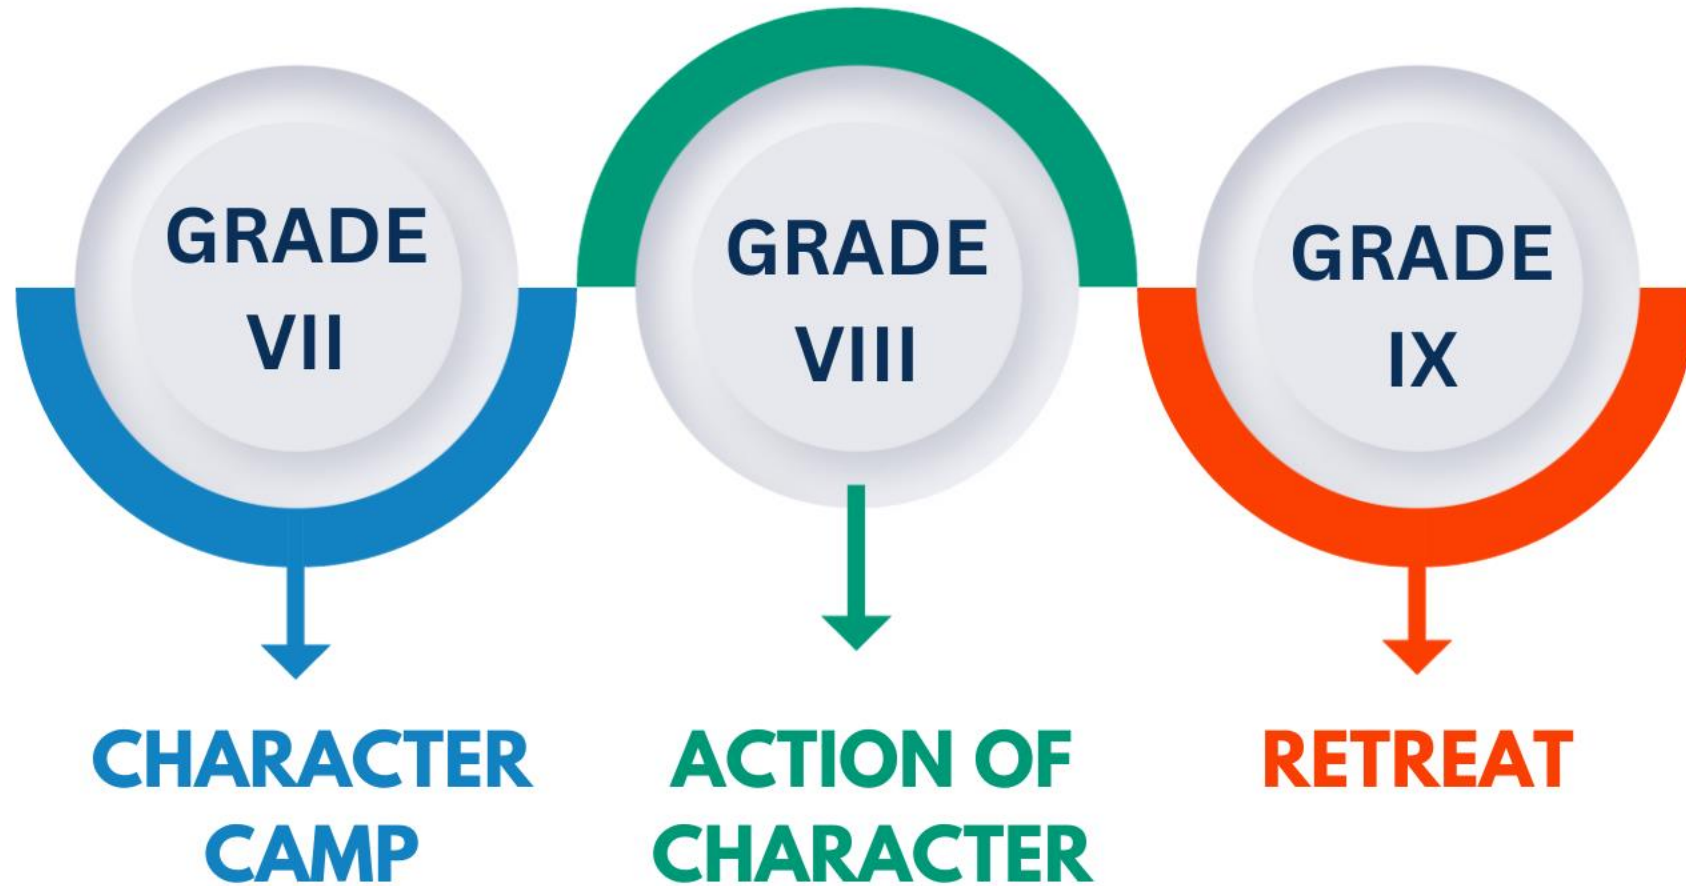 GRADE
VII
GRADE
VIII
GRADE
IX
CHARACTER
CAMP
ACTION OF
CHARACTER
RETREAT